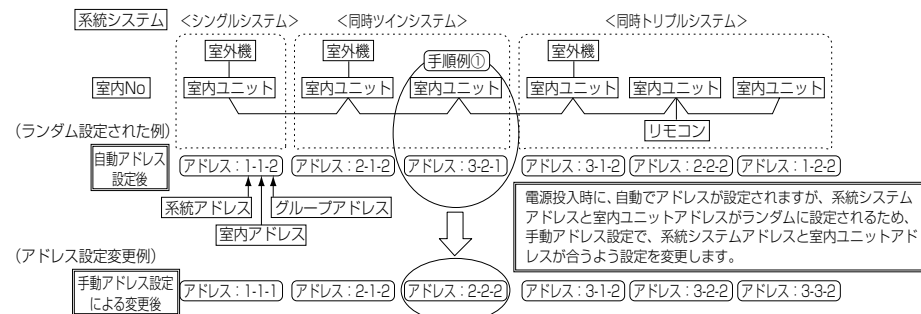 系統システム <シングルシステム> <同時ツインシステム> <同時トリプルシステム>
室外機 室外機 手順例① 室外機
室内No 室内ユニット 室内ユニット 室内ユニット 室内ユニット 室内ユニット 室内ユニット
リモコン
(ランダム設定された例)
自動アドレス
設定後
アドレス:1-1-2 アドレス:2-1-2 アドレス:3-2-1 アドレス:3-1-2 アドレス:2-2-2 アドレス:1-2-2
系統アドレス グループアドレス
室内アドレス
電源投入時に、自動でアドレスが設定されますが、系統システム
アドレスと室内ユニットアドレスがランダムに設定されるため、
手動アドレス設定で、系統システムアドレスと室内ユニットアド
レスが合うよう設定を変更します。
(アドレス設定変更例)
手動アドレス設定
による変更後
アドレス:1-1-1 アドレス:2-1-2 アドレス:2-2-2 アドレス:3-1-2 アドレス:3-2-2 アドレス:3-3-2